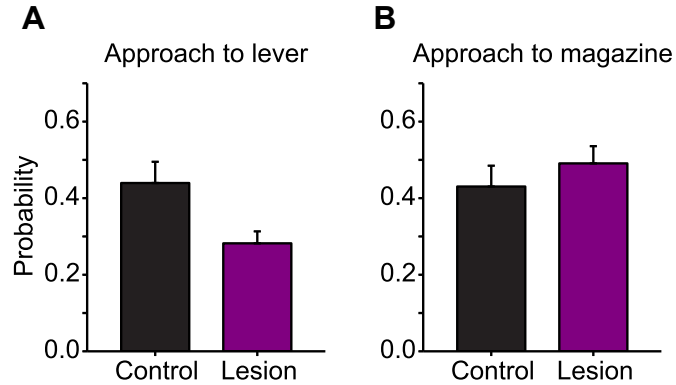 A
Approach to lever
Probability
0.6
0.4
0.2
0.0
Control Lesion
B
Approach to magazine
0.6
0.4
0.2
0.0
Control Lesion